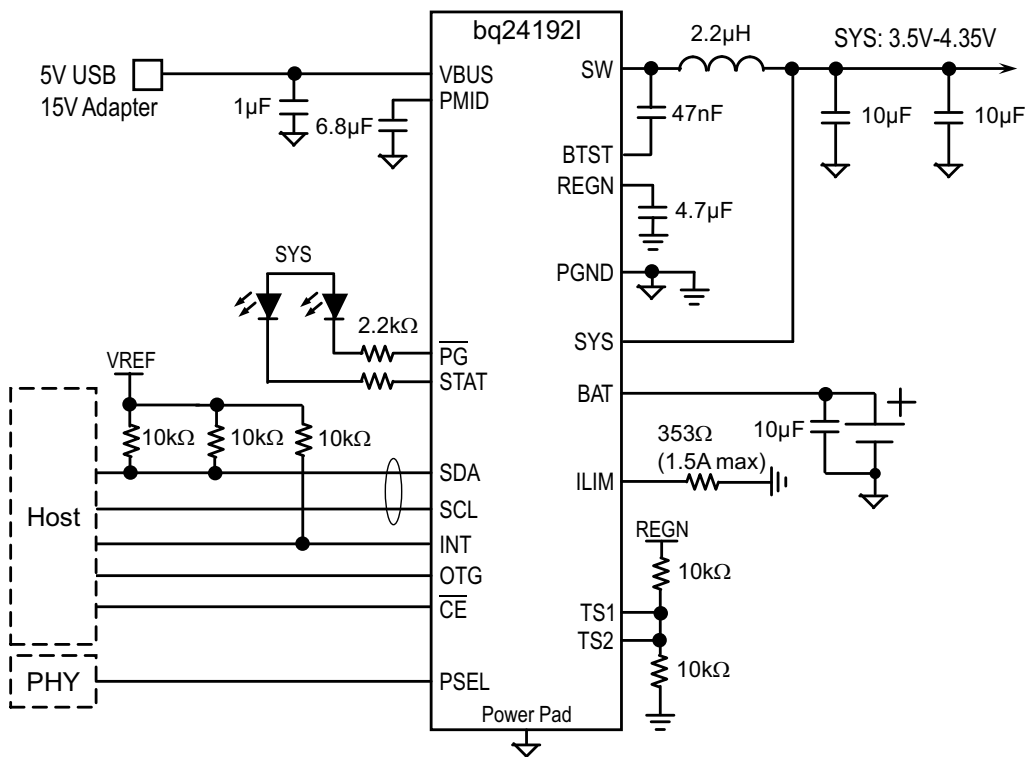 bq24192I
5V USB
15V Adapter
1µF
6.8µF
VBUS
PMID
SW
2.2µH
SYS: 3.5V-4.35V
47nF
10µF
10µF
BTST
REGN
4.7µF
PGND
SYS
SYS
2.2kΩ
PG
STAT
VREF
10kΩ
10kΩ
10kΩ
BAT
10µF
+
353Ω
(1.5A max)
ILIM
Host
SDA
SCL
INT
OTG
CE
REGN
10kΩ
TS1
TS2
10kΩ
PHY
PSEL
Power Pad